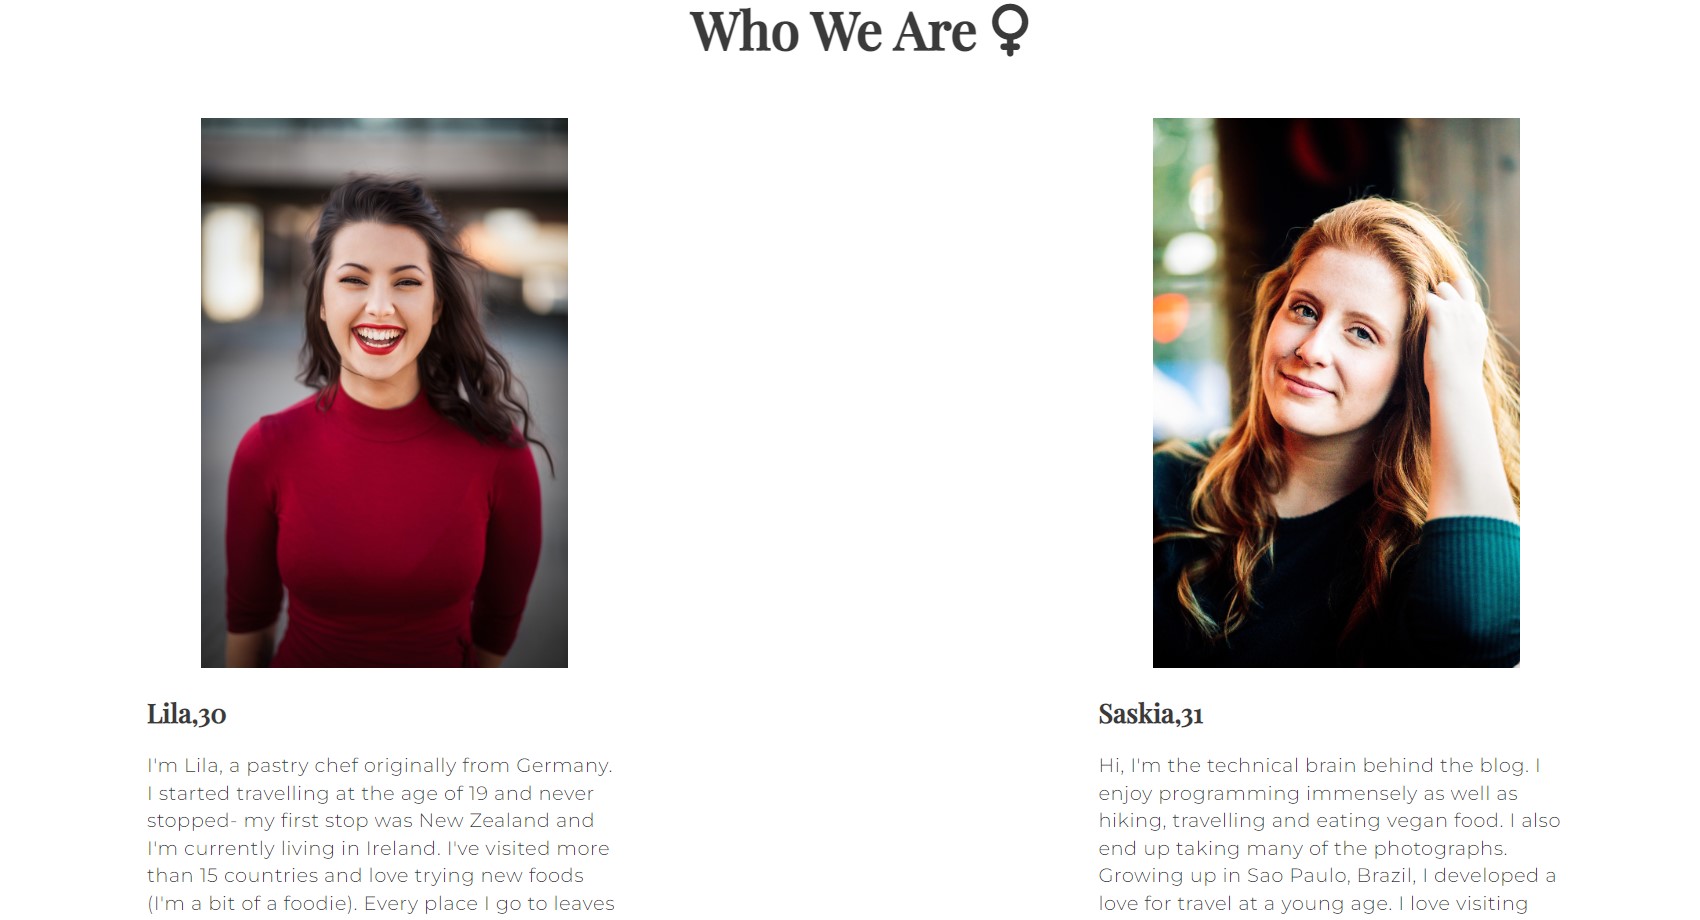 Who We Are ♀
Lila,30
I'm Lila, a pastry chef originally from Germany.
I started travelling at the age of 19 and never
stopped- my first stop was New Zealand and
I'm currently living in Ireland. I've visited more
than 15 countries and love trying new foods
(I'm a bit of a foodie). Every place I go to leaves
Saskia,31
Hi, I'm the technical brain behind the blog. I
enjoy programming immensely as well as
hiking, travelling and eating vegan food. I also
end up taking many of the photographs.
Growing up in Sao Paulo, Brazil, I developed a
love for travel at a young age. I love visiting